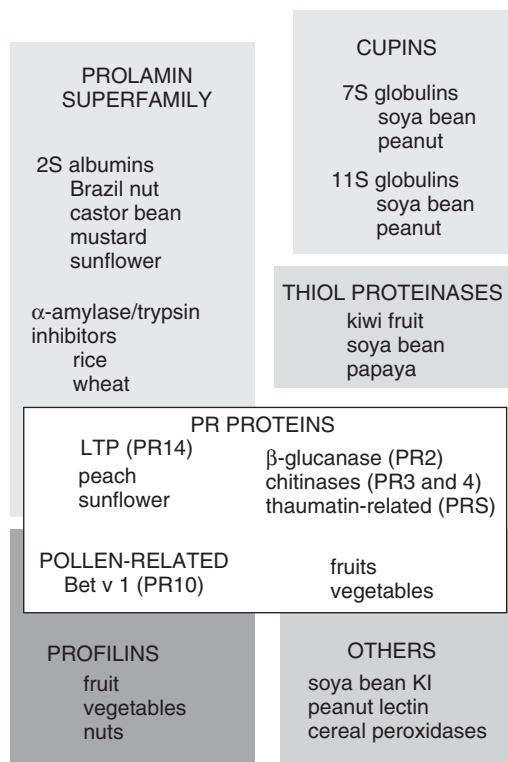 PROLAMIN
SUPERFAMILY
2S albumins
Brazil nut
castor bean
mustard
sunflower
α-amylase/trypsin
inhibitors
rice
wheat
CUPINS
7S globulins
soya bean
peanut
11S globulins
soya bean
peanut
THIOL PROTEINASES
kiwi fruit
soya bean
papaya
PR PROTEINS
LTP (PR14)
peach
sunflower
β-glucanase (PR2)
chitinases (PR3 and 4)
thaumatin-related (PRS)
POLLEN-RELATED
Bet v 1 (PR10)
fruits
vegetables
PROFILINS
fruit
vegetables
nuts
OTHERS
soya bean KI
peanut lectin
cereal peroxidases